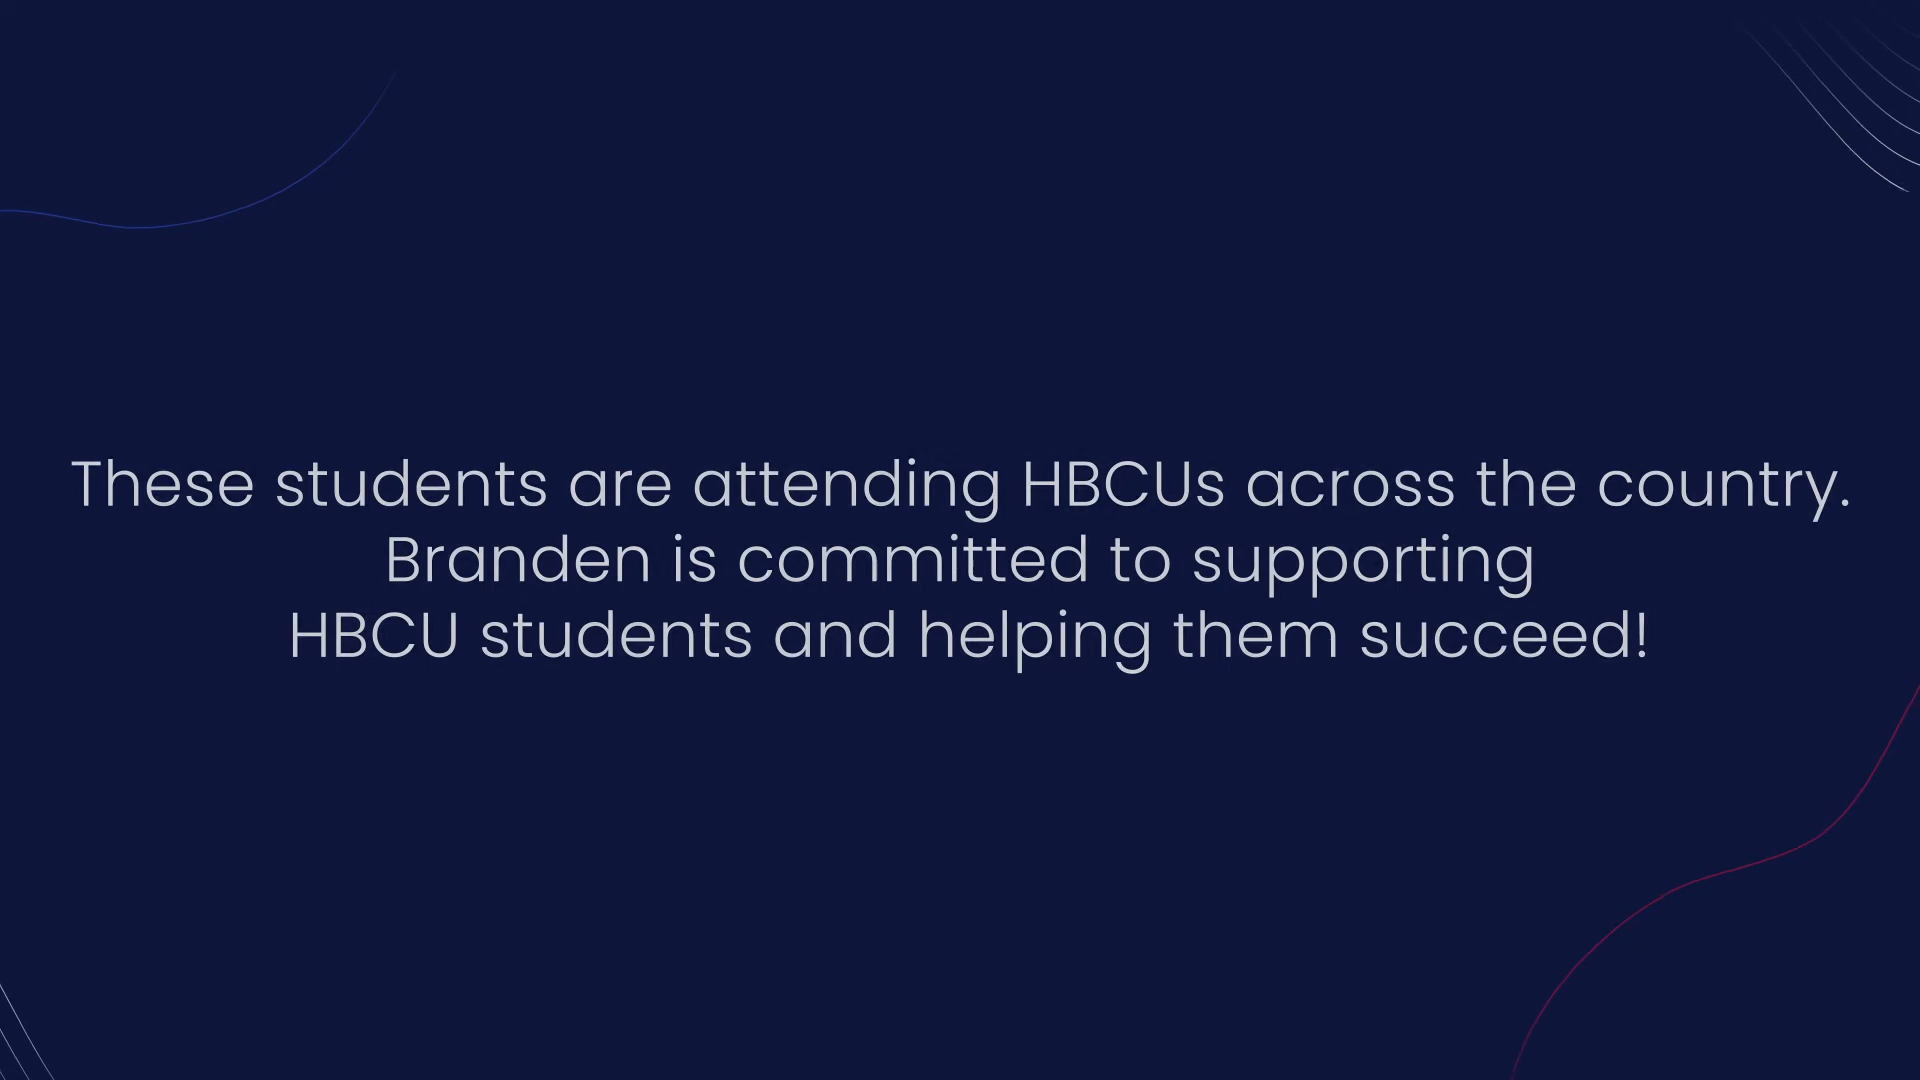 These students are attending HBCUs across the country.
Branden is committed to supporting
HBCU students and helping them succeed!